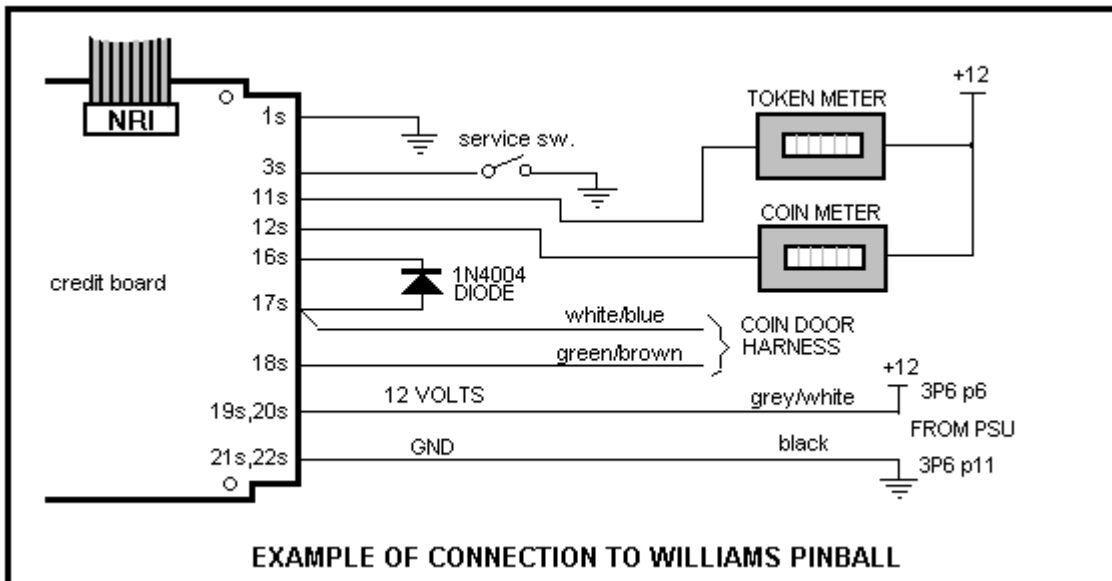 NRI
+12
TOKEN METER
1s
service sw.
3s
11s
COIN METER
12s
16s
1N4004
DIODE
credit board
17s
white/blue
COIN DOOR
HARNESS
green/brown
18s
+12
3P6 p6
12 VOLTS
grey/white
19s,20s
FROM PSU
GND
black
21s,22s
3P6 p11
EXAMPLE OF CONNECTION TO WILLIAMS PINBALL